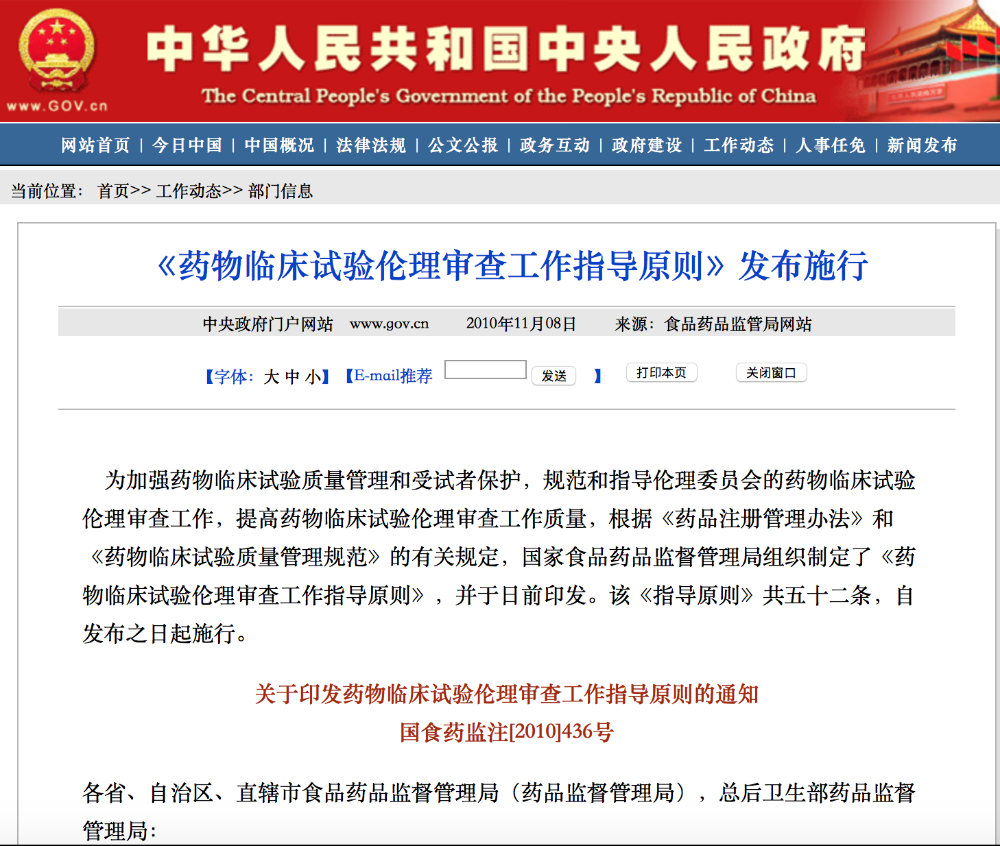 中华人民共和国中央人民政府
The Central People's Government of the People's Republic of China
www.GOV.cn
网站首页 | 今日中国 | 中国概况 | 法律法规 | 公文公报 | 政务互动 | 政府建设 | 工作动态 | 人事任免 | 新闻发布
当前位置： 首页>> 工作动态>> 部门信息
《药物临床试验伦理审查工作指导原则》发布施行
中央政府门户网站 www.gov.cn 2010年11月08日 来源：食品药品监管局网站
【字体：大 中 小】【E-mail推荐 发送 】 打印本页 关闭窗口
为加强药物临床试验质量管理和受试者保护，规范和指导伦理委员会的药物临床试验
伦理审查工作，提高药物临床试验伦理审查工作质量，根据《药品注册管理办法》和
《药物临床试验质量管理规范》的有关规定，国家食品药品监督管理局组织制定了《药
物临床试验伦理审查工作指导原则》，并于日前印发。该《指导原则》共五十二条，自
发布之日起施行。
关于印发药物临床试验伦理审查工作指导原则的通知
国食药监注[2010]436号
各省、自治区、直辖市食品药品监督管理局（药品监督管理局），总后卫生部药品监督
管理局：